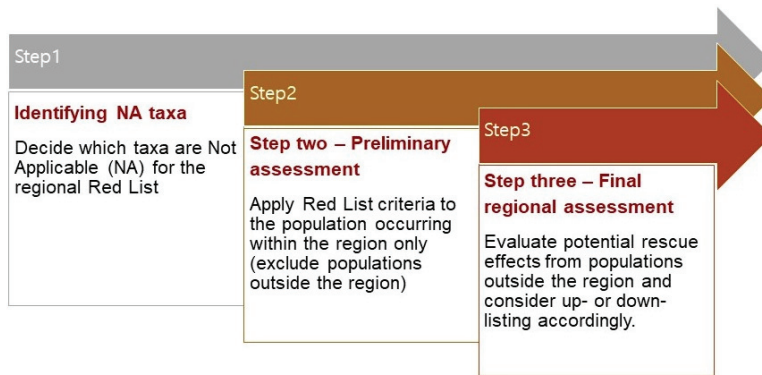 Step1
Identifying NA taxa
Decide which taxa are Not
Applicable (NA) for the
regional Red List
Step2
Step two – Preliminary
assessment
Apply Red List criteria to
the population occurring
within the region only
(exclude populations
outside the region)
Step3
Step three – Final
regional assessment
Evaluate potential rescue
effects from populations
outside the region and
consider up- or down-
listing accordingly.